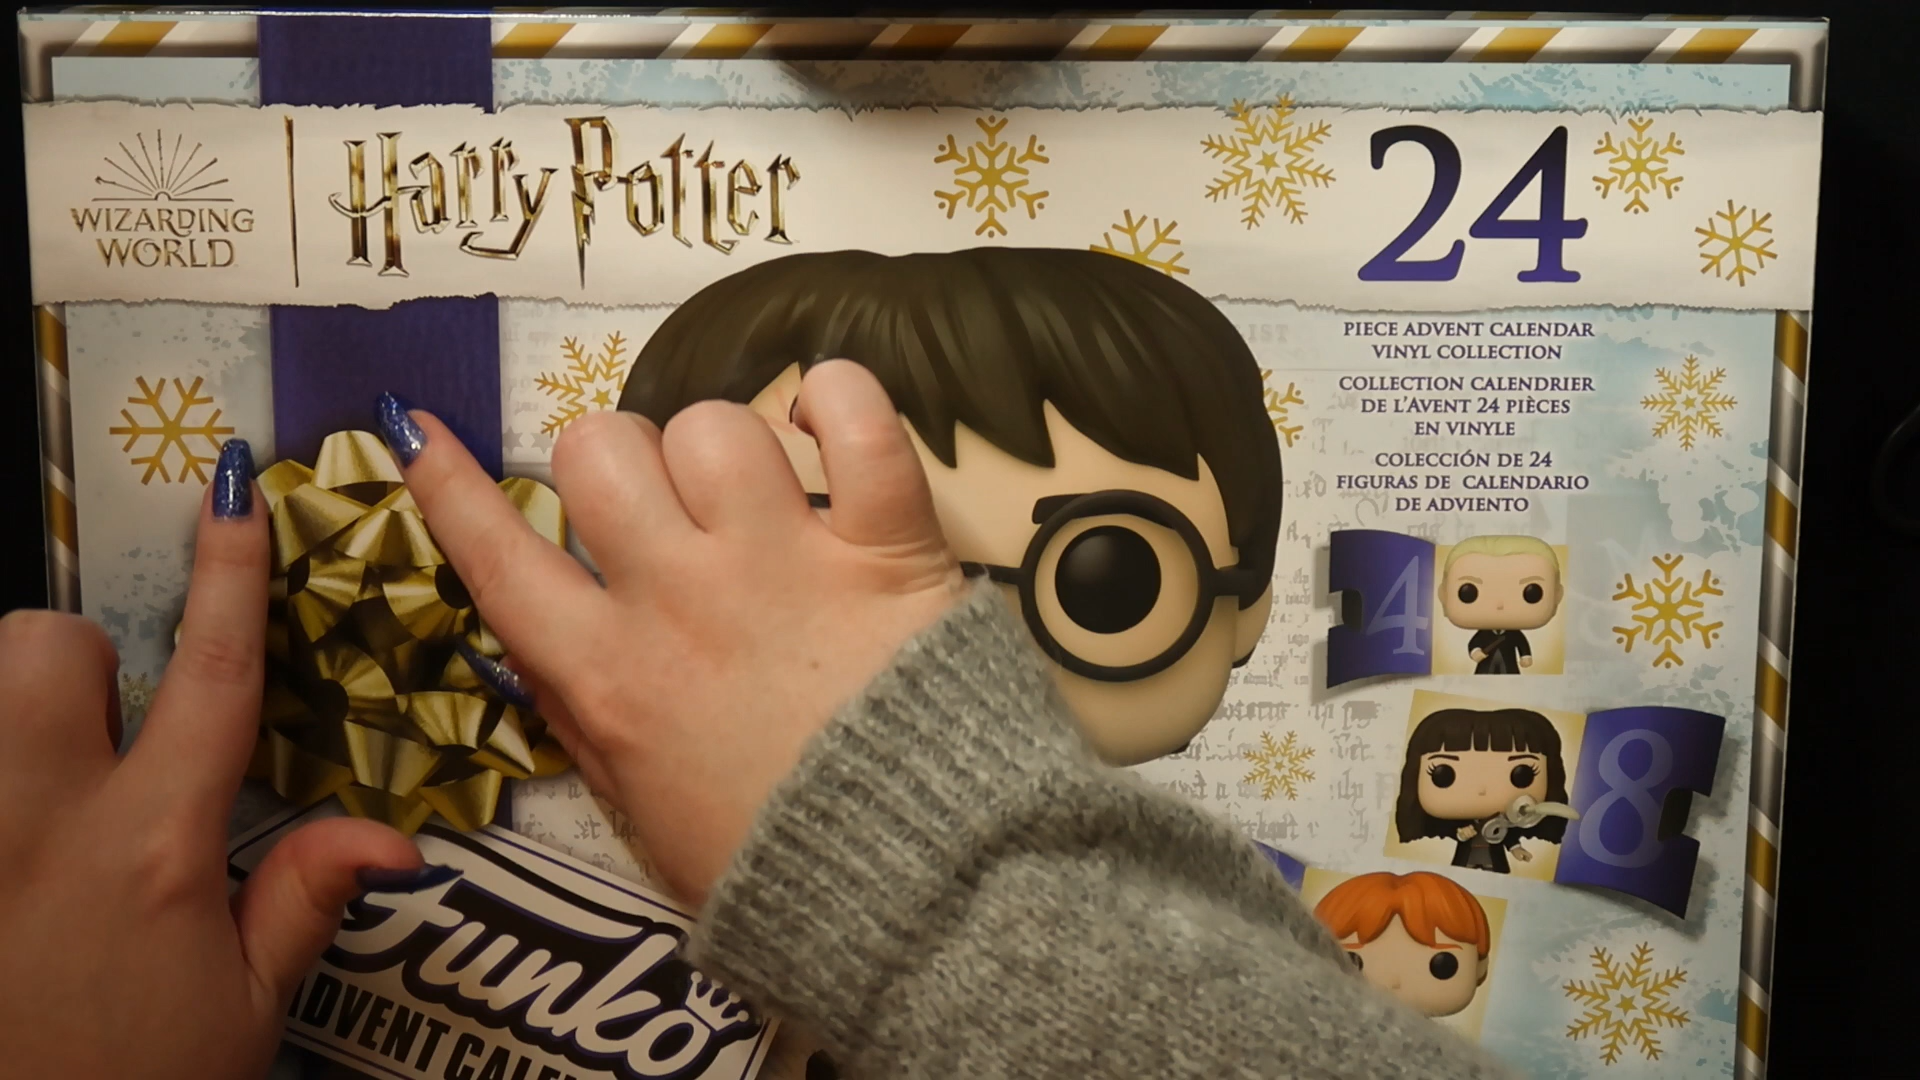 WIZARDING
WORLD
Harry Potter
24
PIECE ADVENT CALENDAR
VINYL COLLECTION
COLLECTION CALENDRIER
DE L'AVENT 24 PIÈCES
EN VINYLE
COLECCIÓN DE 24
FIGURAS DE CALENDARIO
DE ADVIENTO
4
8
Funko
ADVENT